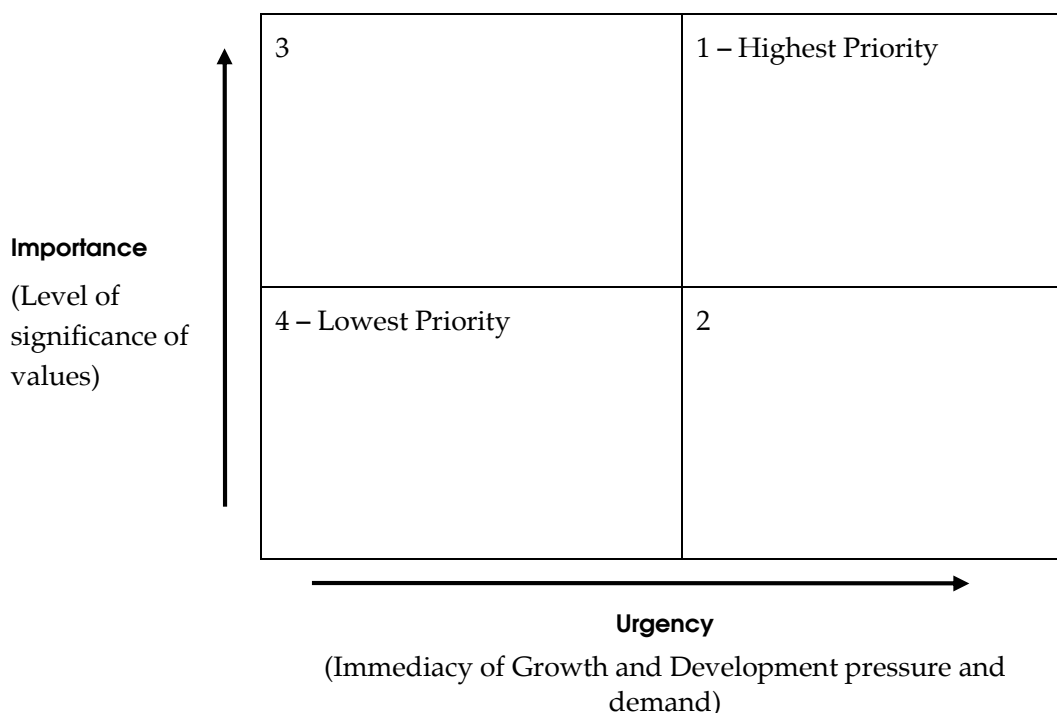 3
1 – Highest Priority
Importance
(Level of
significance of
values)
4 – Lowest Priority
2
Urgency
(Immediacy of Growth and Development pressure and
demand)